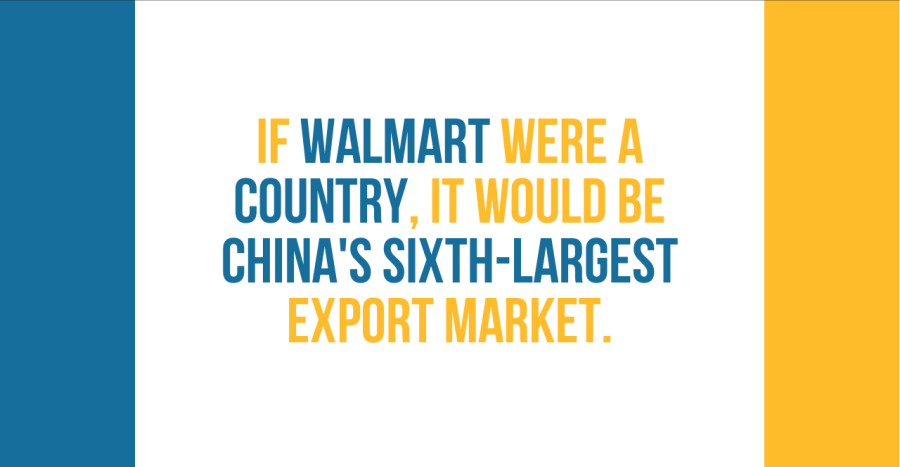 IF WALMART WERE A
COUNTRY, IT WOULD BE
CHINA'S SIXTH-LARGEST
EXPORT MARKET.